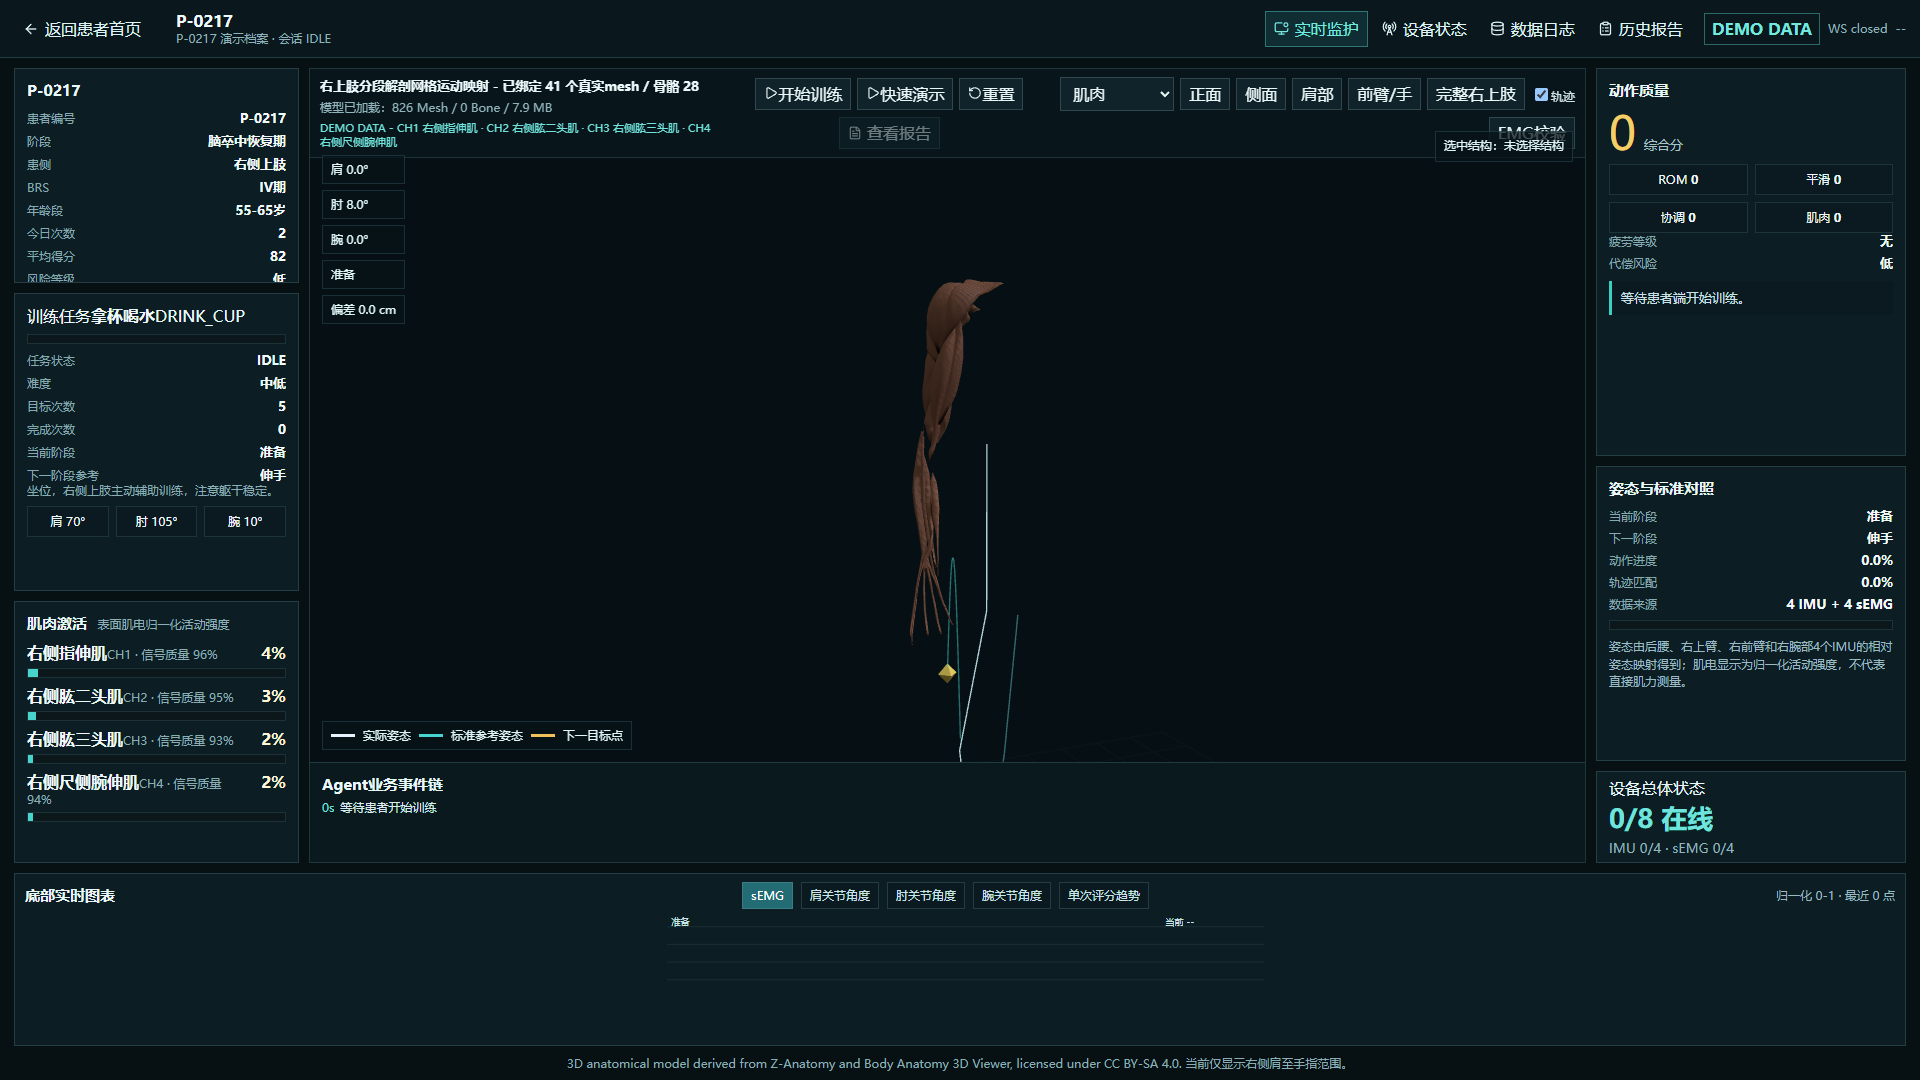 返回患者首页
P-0217
P-0217 演示档案 · 会话 IDLE
实时监护
设备状态
数据日志
历史报告
DEMO DATA
WS closed --
P-0217
患者编号 P-0217
阶段 脑卒中恢复期
患侧 右侧上肢
BRS IV期
年龄段 55-65岁
今日次数 2
平均得分 82
风险等级 低
训练任务拿杯喝水DRINK_CUP
任务状态 IDLE
难度 中低
目标次数 5
完成次数 0
当前阶段 准备
下一阶段参考 伸手
坐位，右侧上肢主动辅助训练，注意躯干稳定。
肩 70° 肘 105° 腕 10°
肌肉激活 表面肌电归一化活动强度
右侧指伸肌CH1 · 信号质量 96% 4%
右侧肱二头肌CH2 · 信号质量 95% 3%
右侧肱三头肌CH3 · 信号质量 93% 2%
右侧尺侧腕伸肌CH4 · 信号质量 2%
94%
右上肢分段解剖网格运动映射 - 已绑定 41 个真实mesh / 骨骼 28
模型已加载：826 Mesh / 0 Bone / 7.9 MB
DEMO DATA - CH1 右侧指伸肌 · CH2 右侧肱二头肌 · CH3 右侧肱三头肌 · CH4
右侧尺侧腕伸肌
开始训练
快速演示
重置
查看报告
肌肉
正面
侧面
肩部
前臂/手
完整右上肢
轨迹
EMG校验
选中结构：未选择结构
肩 0.0°
肘 8.0°
腕 0.0°
准备
偏差 0.0 cm
实际姿态 标准参考姿态 下一目标点
Agent业务事件链
0s 等待患者开始训练
动作质量
0 综合分
ROM 0 平滑 0
协调 0 肌肉 0
疲劳等级 无
代偿风险 低
等待患者端开始训练。
姿态与标准对照
当前阶段 准备
下一阶段 伸手
动作进度 0.0%
轨迹匹配 0.0%
数据来源 4 IMU + 4 sEMG
姿态由后腰、右上臂、右前臂和右腕部4个IMU的相对
姿态映射得到；肌电显示为归一化活动强度，不代表
直接肌力测量。
设备总体状态
0/8 在线
IMU 0/4 · sEMG 0/4
底部实时图表
sEMG 肩关节角度 肘关节角度 腕关节角度 单次评分趋势
归一化 0-1 · 最近 0 点
准备 当前 --
3D anatomical model derived from Z-Anatomy and Body Anatomy 3D Viewer, licensed under CC BY-SA 4.0. 当前仅显示右侧肩至手指范围。